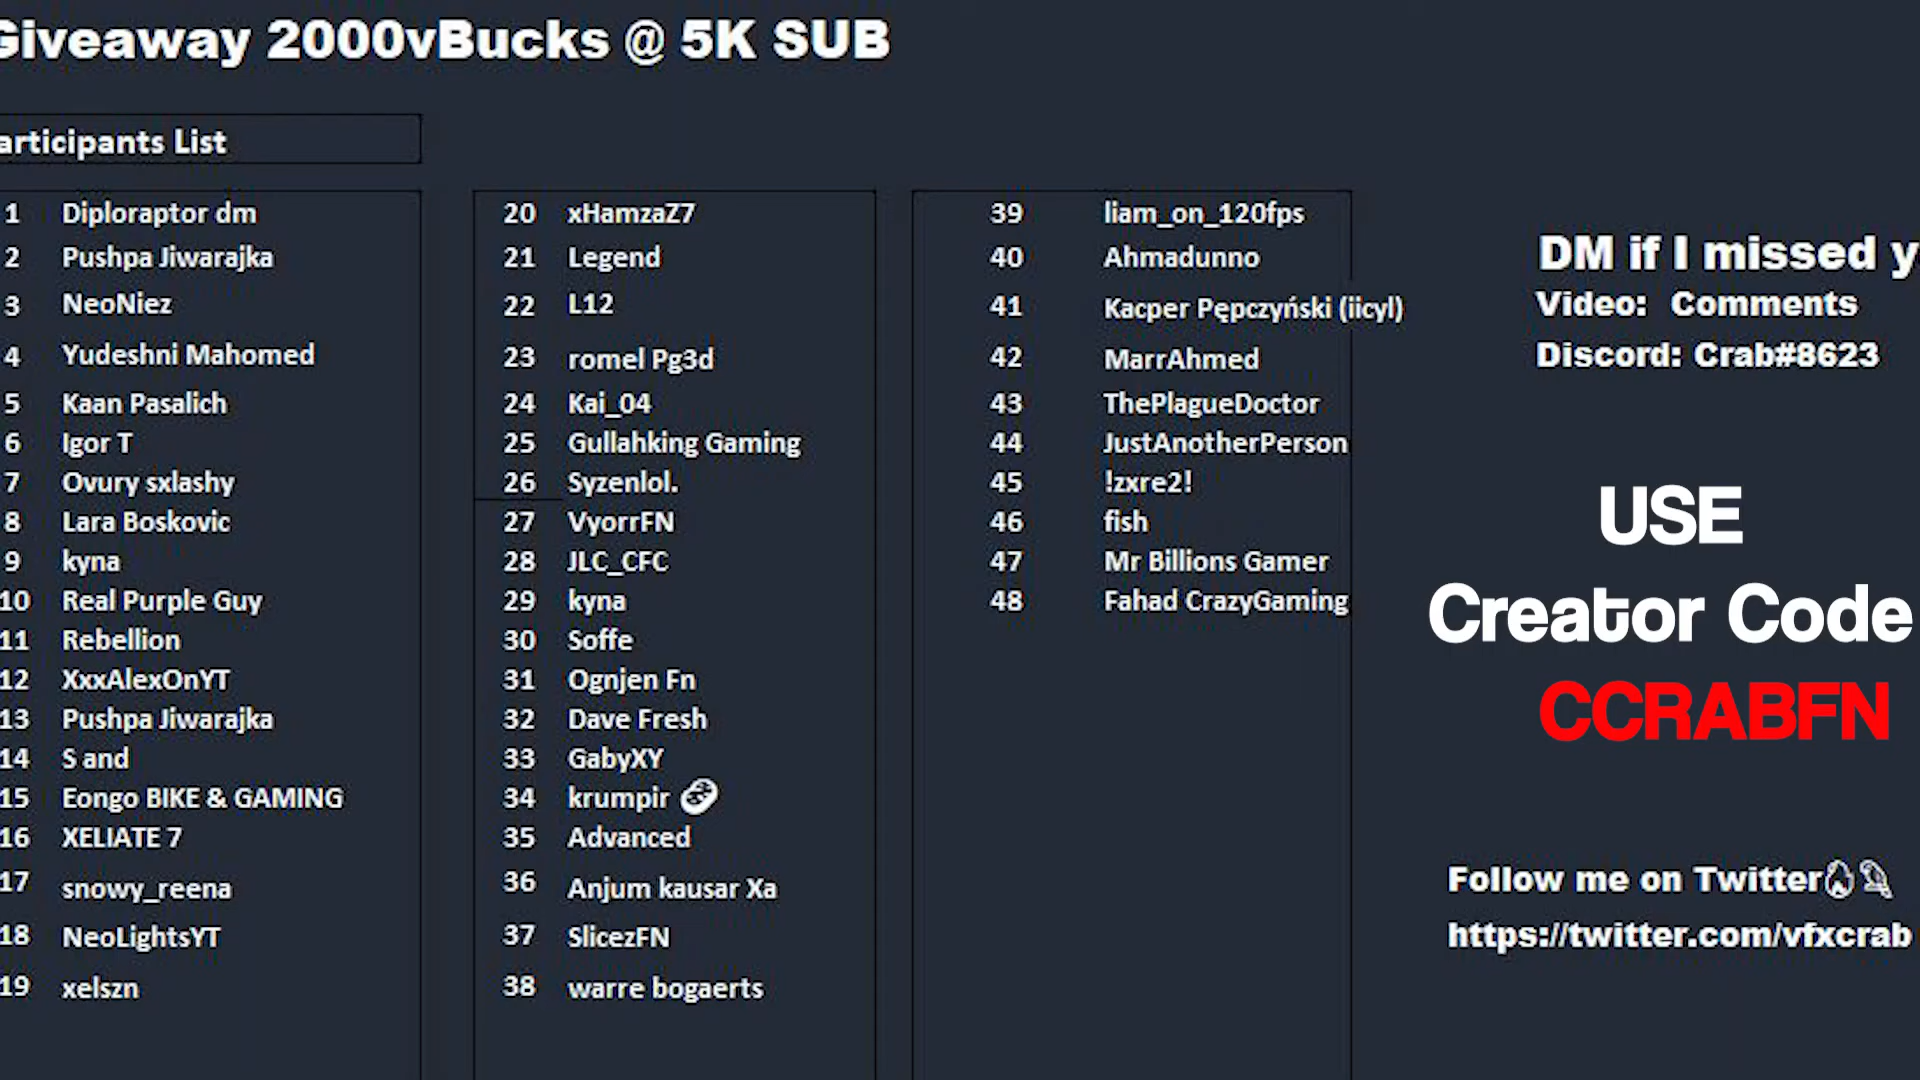 Giveaway 2000vBucks @ 5K SUB
articipants List
1 Diploraptor dm
2 Pushpa Jiwarajka
3 NeoNiez
4 Yudeshni Mahomed
5 Kaan Pasalich
6 Igor T
7 Ovury sxlashy
8 Lara Boskovic
9 kyna
10 Real Purple Guy
11 Rebellion
12 XxxAlexOnYT
13 Pushpa Jiwarajka
14 S and
15 Eongo BIKE & GAMING
16 XELIATE 7
17 snowy_reena
18 NeoLightsYT
19 xelszn
20 xHamzaZ7
21 Legend
22 L12
23 romel Pg3d
24 Kai_04
25 Gullahking Gaming
26 Syzenlol.
27 VyorrFN
28 JLC_CFC
29 kyna
30 Soffe
31 Ognjen Fn
32 Dave Fresh
33 GabyXY
34 krumpir 🥔
35 Advanced
36 Anjum kausar Xa
37 SlicezFN
38 warre bogaerts
39 liam_on_120fps
40 Ahmadunno
41 Kacper Pępczyński (iicyl)
42 MarrAhmed
43 ThePlagueDoctor
44 JustAnotherPerson
45 !zxre2!
46 fish
47 Mr Billions Gamer
48 Fahad CrazyGaming
DM if I missed y
Video: Comments
Discord: Crab#8623
USE
Creator Code
CCRABFN
Follow me on Twitter
https://twitter.com/vfxcrab